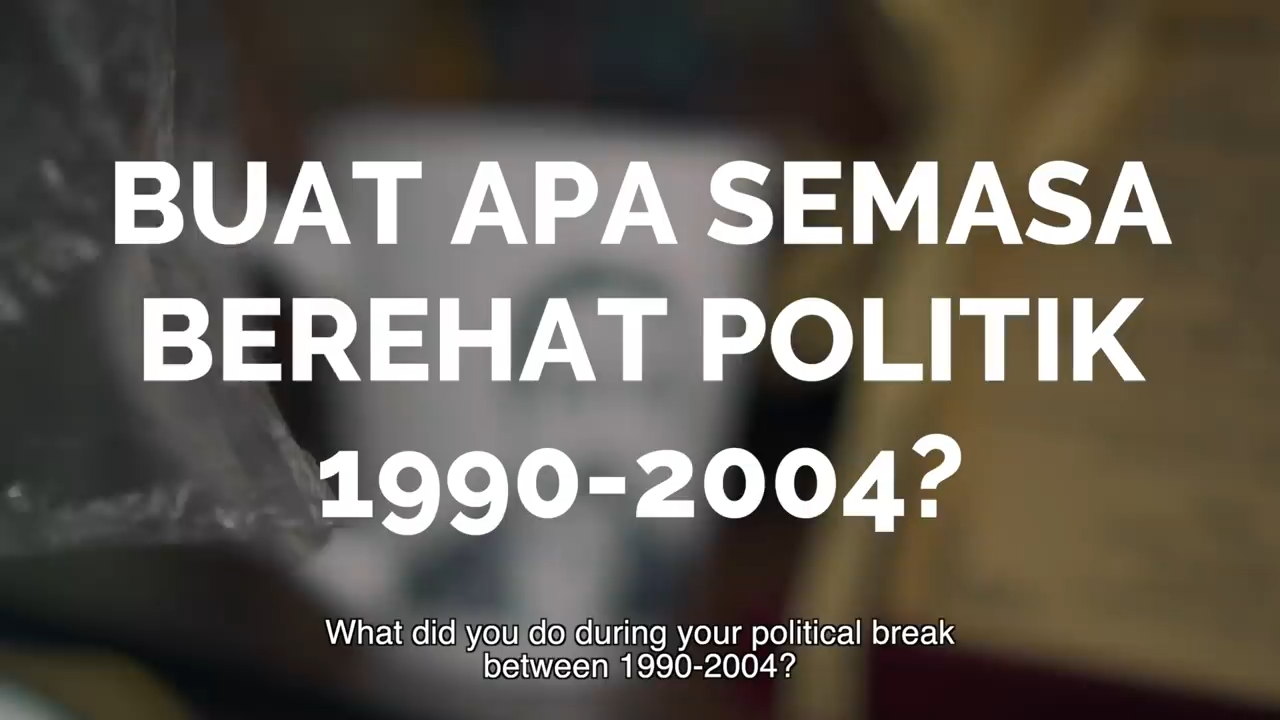 BUAT APA SEMASA
BEREHAT POLITIK
1990-2004?
What did you do during your political break
between 1990-2004?